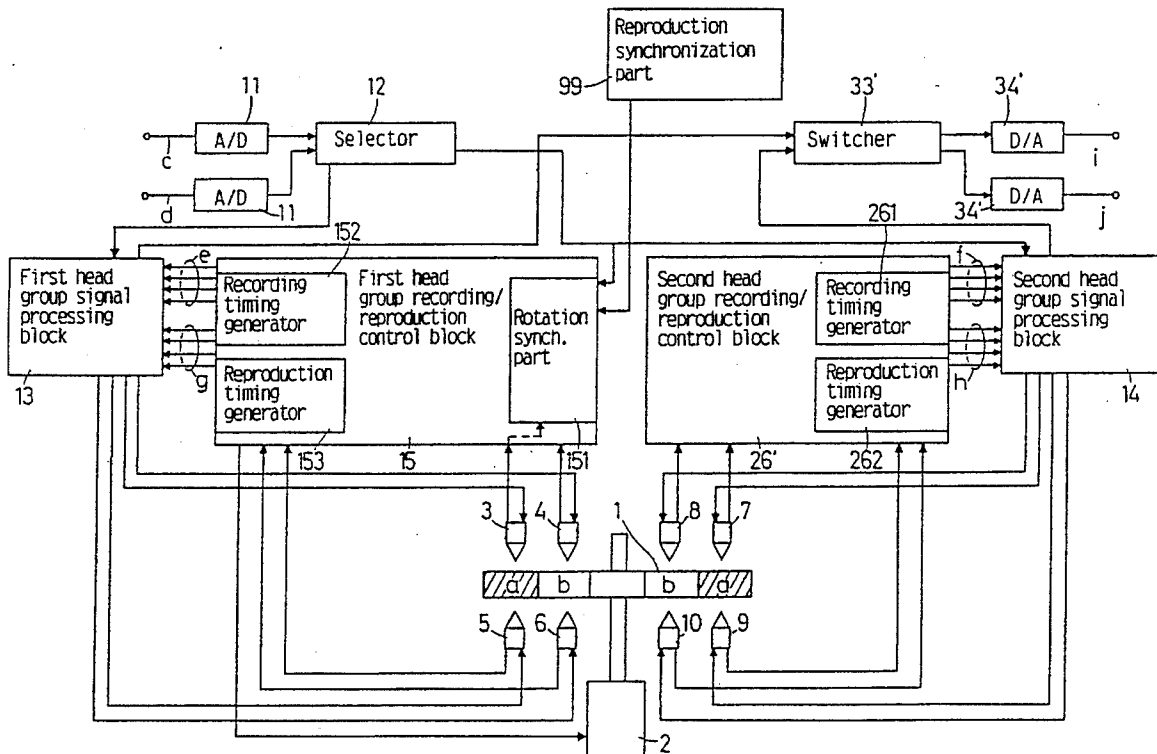 Reproduction
synchronization
part
99
11
12
33'
34'
A/D
Selector
Switcher
D/A
c
i
A/D
D/A
d
11
34'
j
152
261
e
f
First head
group signal
processing
block
Recording
timing
generator
First head
group recording/
reproduction
control block
Rotation
synch.
part
Second head
group recording/
reproduction
control block
Recording
timing
generator
Second head
group signal
processing
block
g
h
Reproduction
timing
generator
Reproduction
timing
generator
13
14
153
15
151
26'
262
3
4
1
8
7
a
b
b
a
5
6
10
9
2